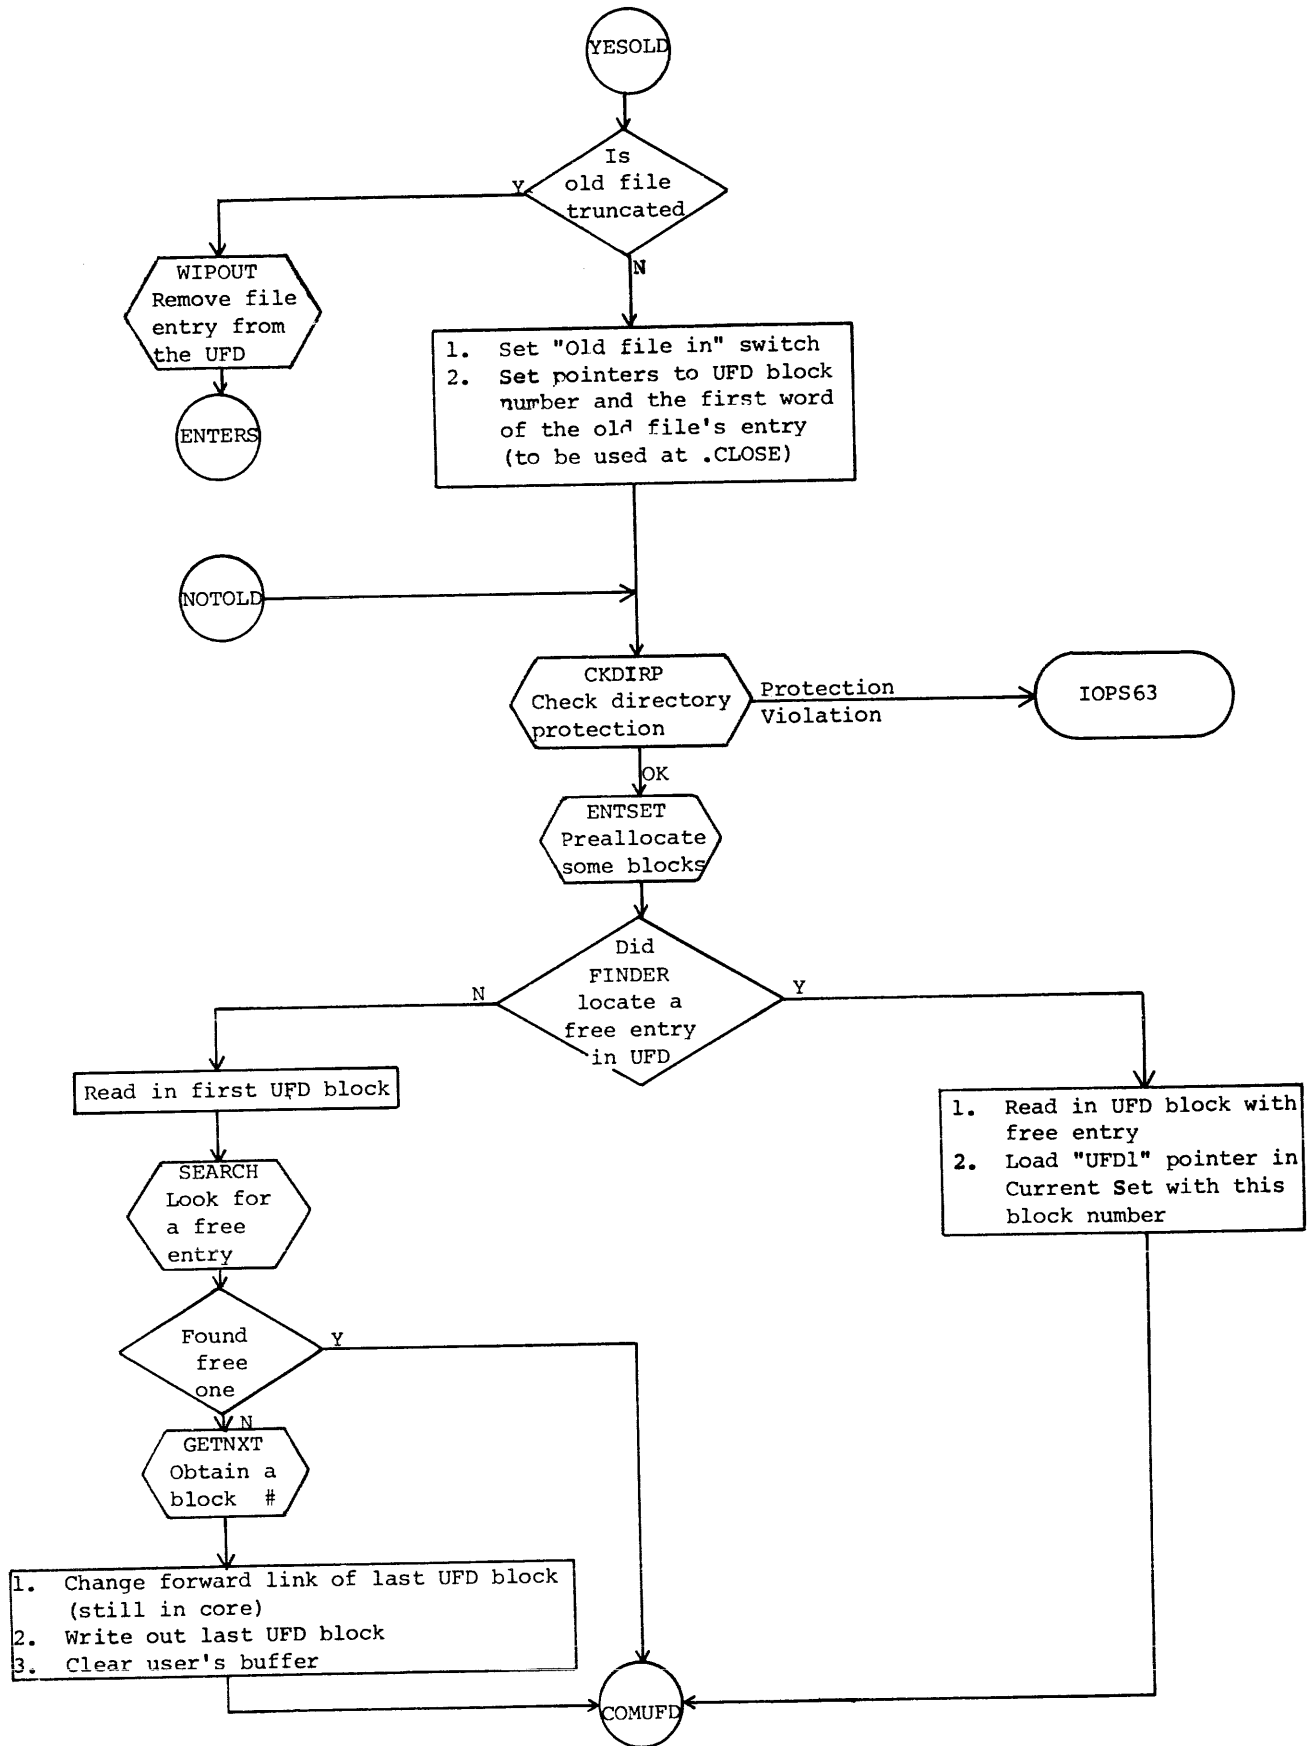 YESOLD
Is
old file
truncated
Y
N
WIPOUT
Remove file
entry from
the UFD
ENTERS
1. Set "Old file in" switch
2. Set pointers to UFD block
number and the first word
of the old file's entry
(to be used at .CLOSE)
NOTOLD
CKDIRP
Check directory
protection
Protection
Violation
IOPS63
OK
ENTSET
Preallocate
some blocks
Did
FINDER
locate a
free entry
in UFD
N
Y
Read in first UFD block
1. Read in UFD block with
free entry
2. Load "UFD1" pointer in
Current Set with this
block number
SEARCH
Look for
a free
entry
Found
free
one
Y
N
GETNXT
Obtain a
block #
1. Change forward link of last UFD block
(still in core)
2. Write out last UFD block
3. Clear user's buffer
COMUFD